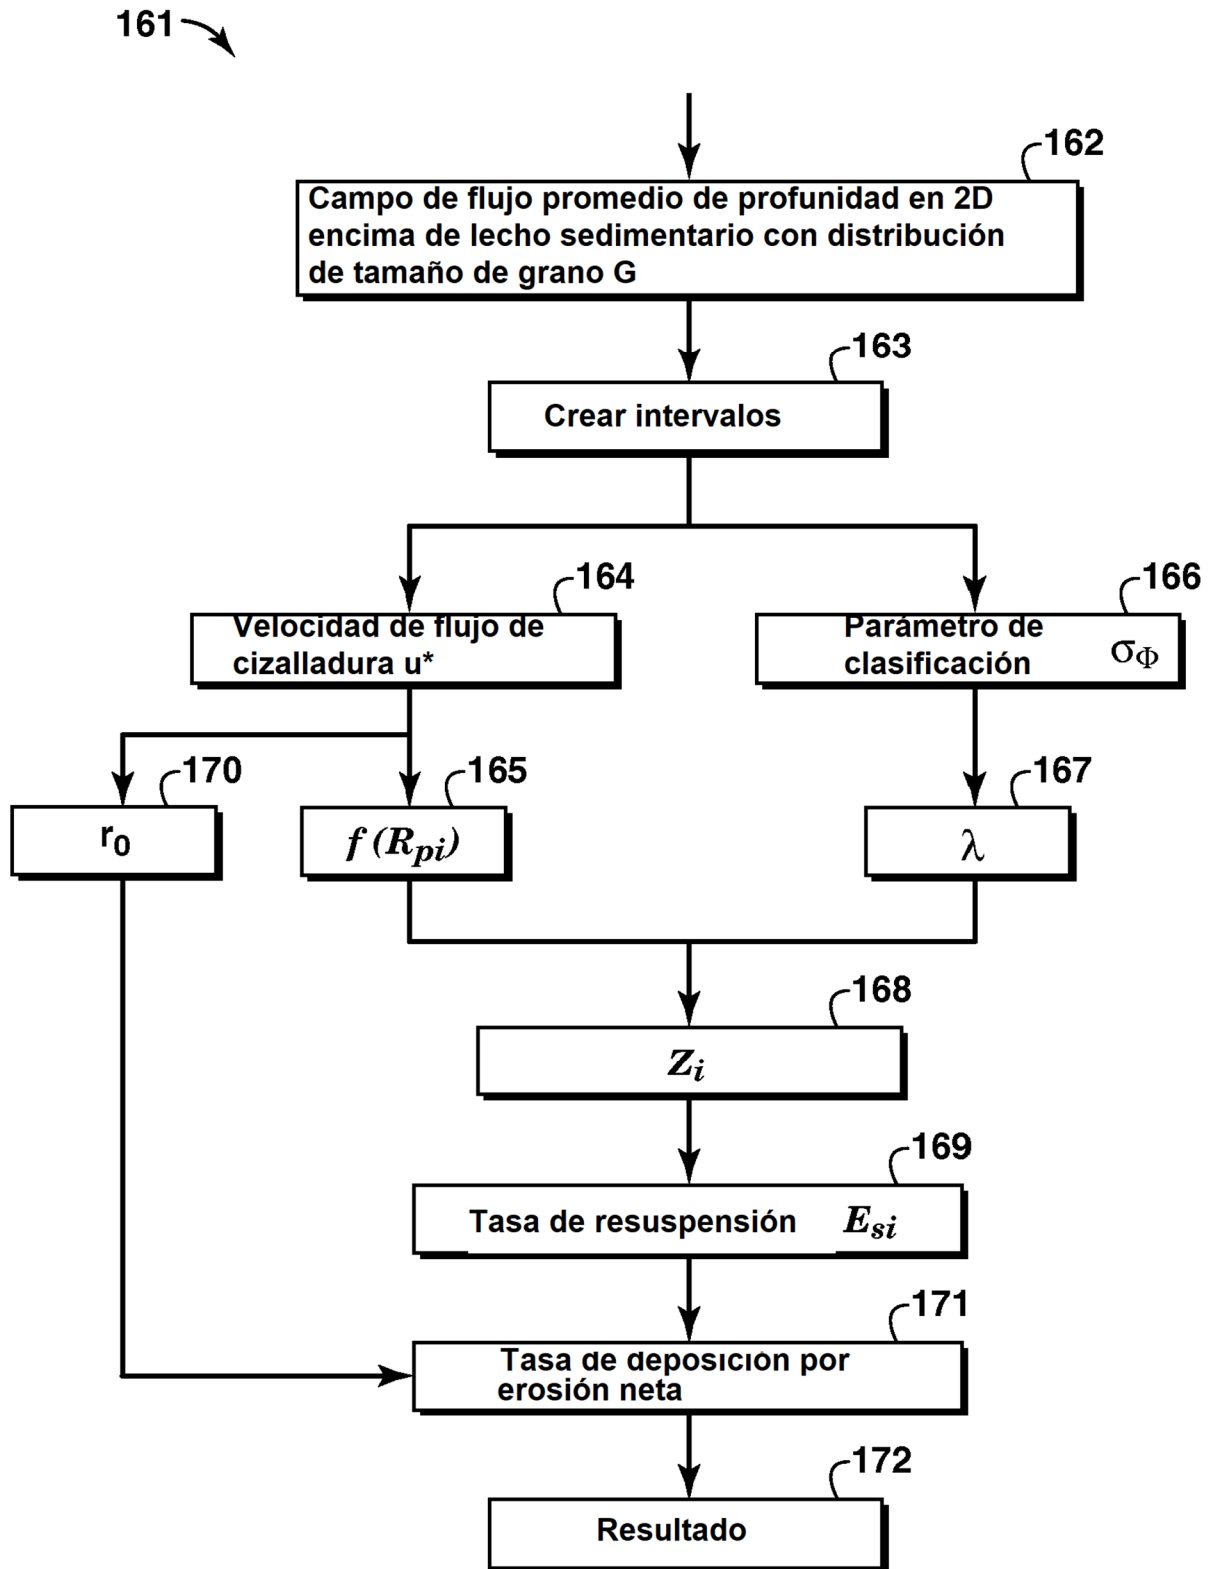 161
162
Campo de flujo promedio de profunidad en 2D
encima de lecho sedimentario con distribución
de tamaño de grano G
163
Crear intervalos
164
Velocidad de flujo de
cizalladura u*
166
Parámetro de
clasificación σΦ
170
r0
165
f(Rpi)
167
λ
168
Zi
169
Tasa de resuspensión Esi
171
Tasa de deposición por
erosión neta
172
Resultado